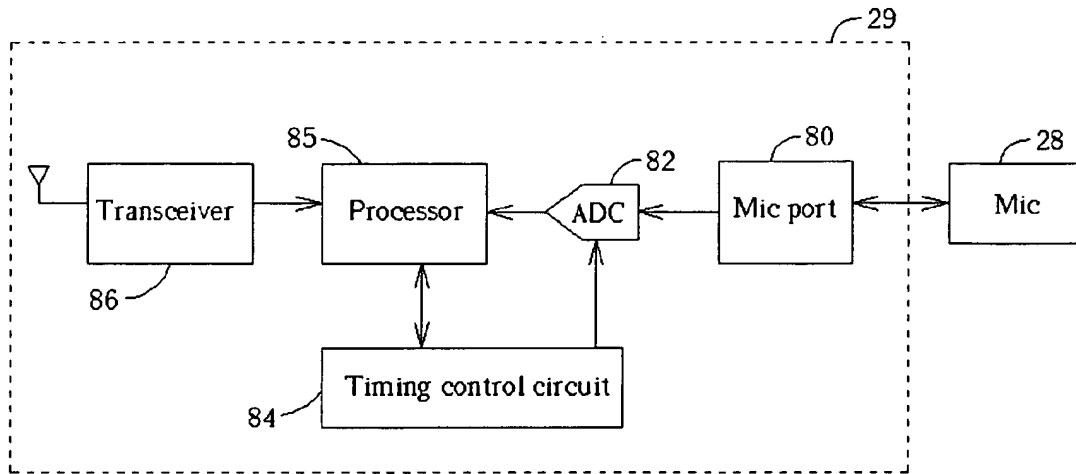 29
85
82
80
28
Transceiver
Processor
ADC
Mic port
Mic
86
Timing control circuit
84